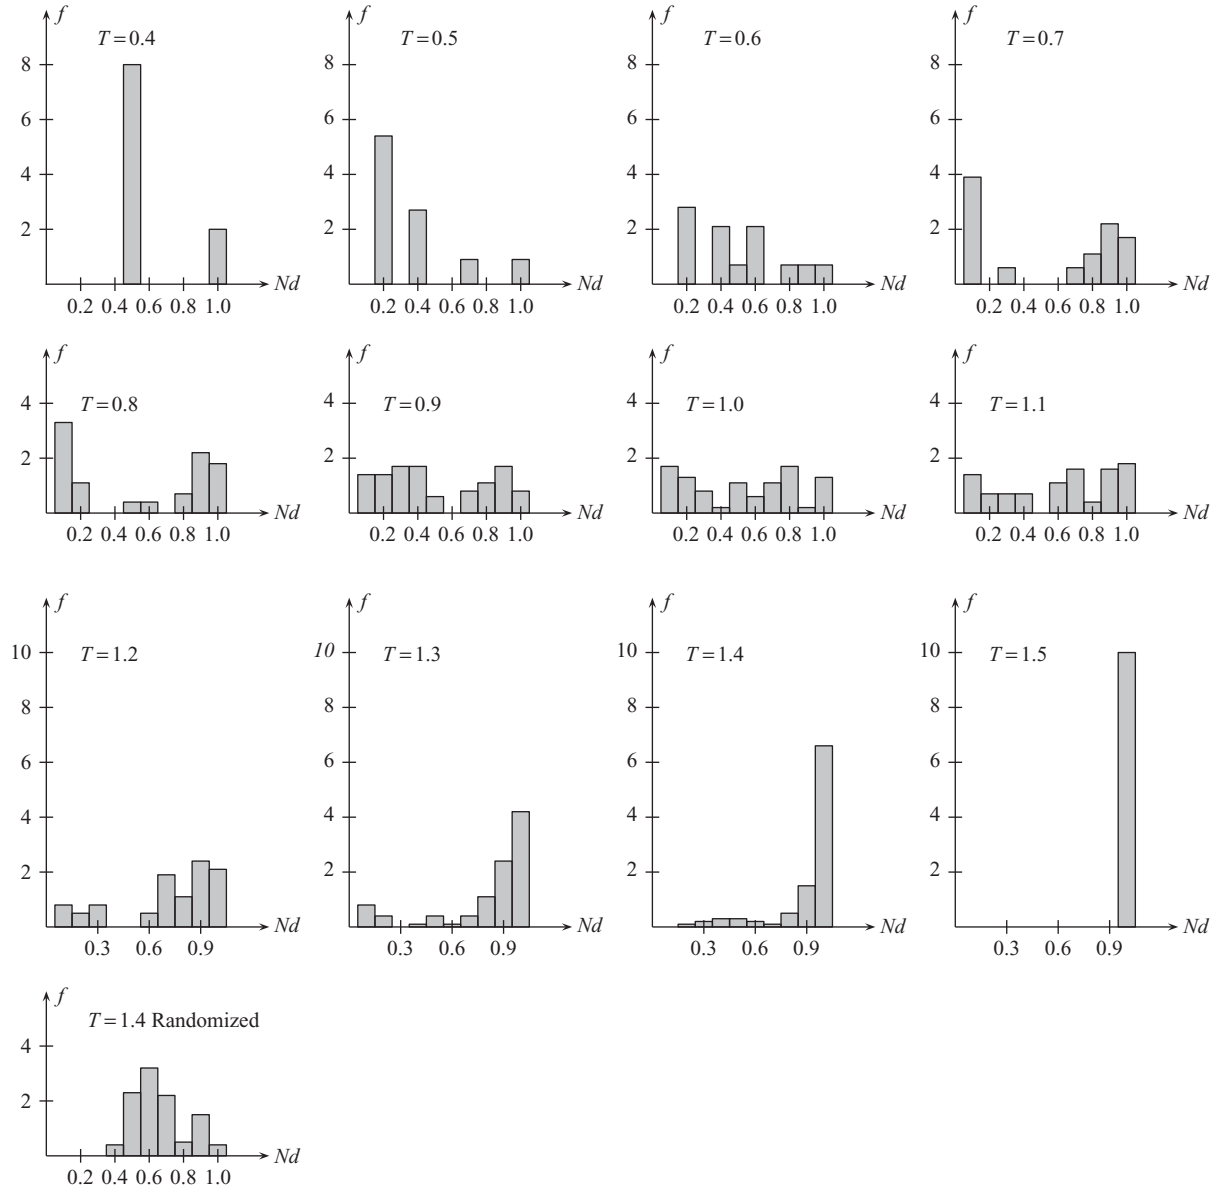 f f f f
T = 0.4 T = 0.5 T = 0.6 T = 0.7
8 8 8 8
6 6 6 6
4 4 4 4
2 2 2 2
Nd Nd Nd Nd
0.2 0.4 0.6 0.8 1.0 0.2 0.4 0.6 0.8 1.0 0.2 0.4 0.6 0.8 1.0 0.2 0.4 0.6 0.8 1.0
f f f f
4 T = 0.8 4 T = 0.9 4 T = 1.0 4 T = 1.1
2 2 2 2
Nd Nd Nd Nd
0.2 0.4 0.6 0.8 1.0 0.2 0.4 0.6 0.8 1.0 0.2 0.4 0.6 0.8 1.0 0.2 0.4 0.6 0.8 1.0
f f f f
10 T = 1.2 10 T = 1.3 10 T = 1.4 10 T = 1.5
8 8 8 8
6 6 6 6
4 4 4 4
2 2 2 2
Nd Nd Nd Nd
0.3 0.6 0.9 0.3 0.6 0.9 0.3 0.6 0.9 0.3 0.6 0.9
f
T = 1.4 Randomized
4
2
Nd
0.2 0.4 0.6 0.8 1.0